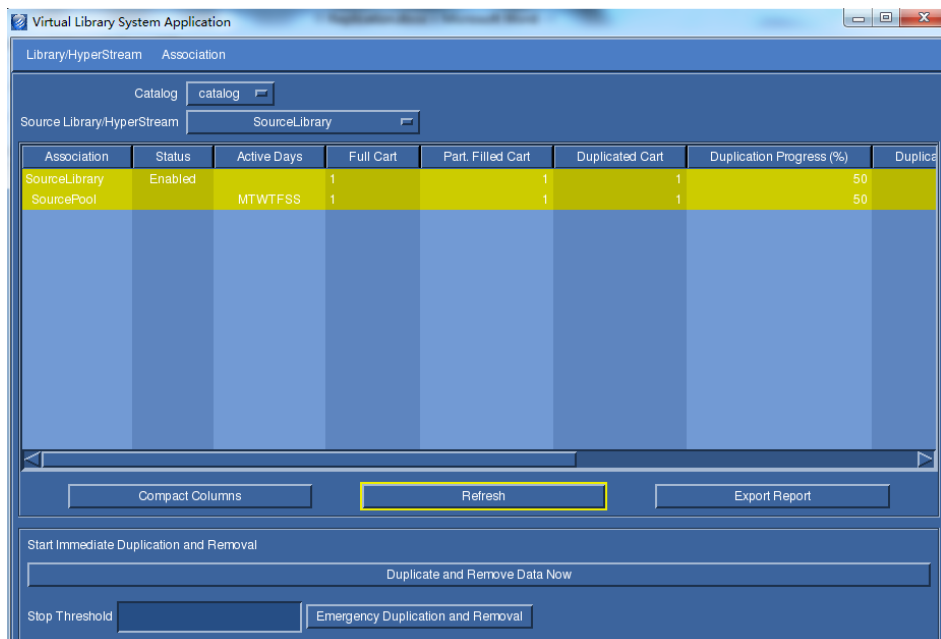 Virtual Library System Application
Library/HyperStream Association
Catalog catalog
Source Library/HyperStream SourceLibrary
Association Status Active Days Full Cart Part. Filled Cart Duplicated Cart Duplication Progress (%) Duplica
SourceLibrary Enabled 1 1 1 50
SourcePool MTWTFSS 1 1 1 50
Compact Columns Refresh Export Report
Start Immediate Duplication and Removal
Duplicate and Remove Data Now
Stop Threshold Emergency Duplication and Removal